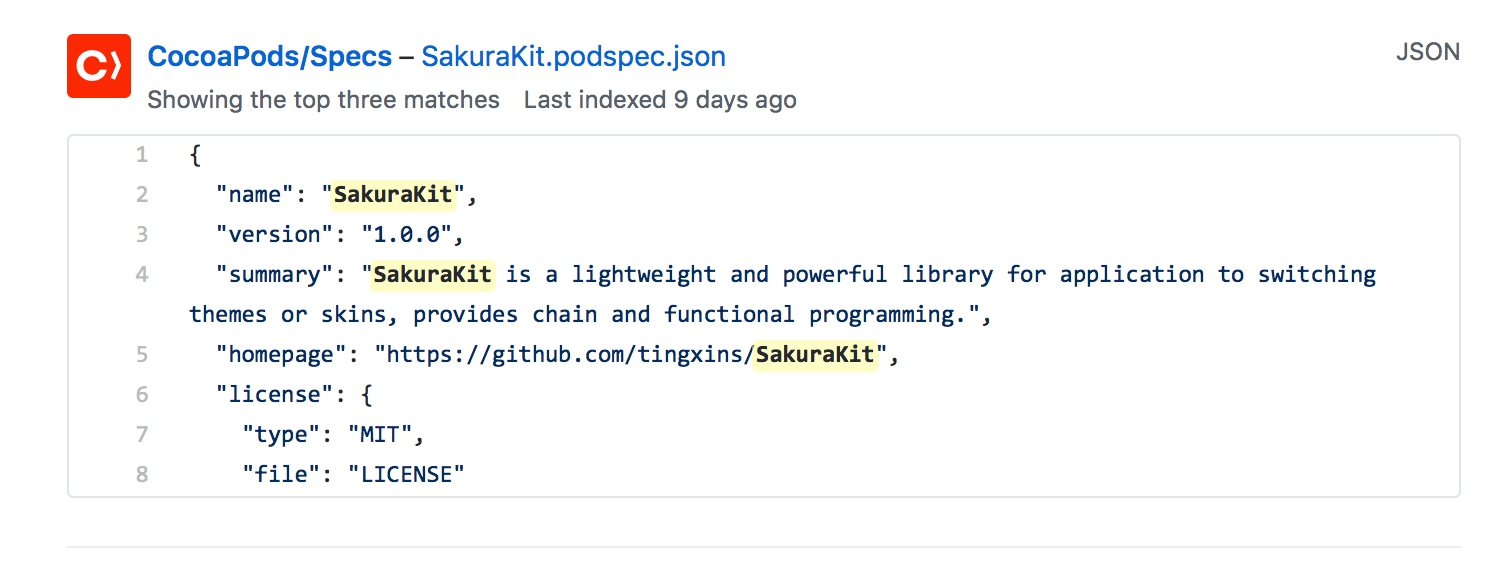 CocoaPods/Specs – SakuraKit.podspec.json
JSON
Showing the top three matches Last indexed 9 days ago
1 {
2 "name": "SakuraKit",
3 "version": "1.0.0",
4 "summary": "SakuraKit is a lightweight and powerful library for application to switching
themes or skins, provides chain and functional programming.",
5 "homepage": "https://github.com/tingxins/SakuraKit",
6 "license": {
7 "type": "MIT",
8 "file": "LICENSE"